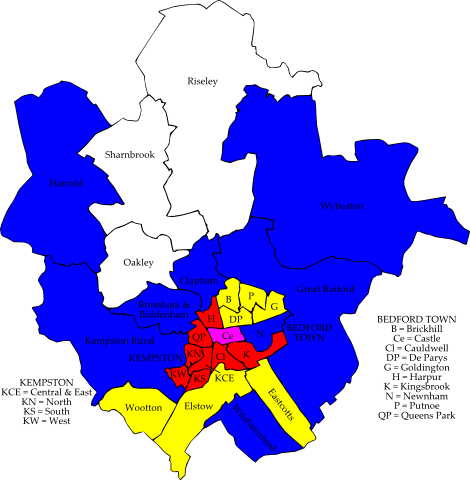 Riseley
Sharnbrook
Harrold
Wyboston
Oakley
Clapham
Great Barford
Bromham &
Biddenham
B
P
G
DP
H
Kempston Rural
QP
Ce
N
BEDFORD
TOWN
KEMPSTON
KN
Cl
K
KW
KS
KCE
Wootton
Elstow
Eastcotts
Wilshamstead
KEMPSTON
KCE = Central & East
KN = North
KS = South
KW = West
BEDFORD TOWN
B = Brickhill
Ce = Castle
Cl = Cauldwell
DP = De Parys
G = Goldington
H = Harpur
K = Kingsbrook
N = Newnham
P = Putnoe
QP = Queens Park